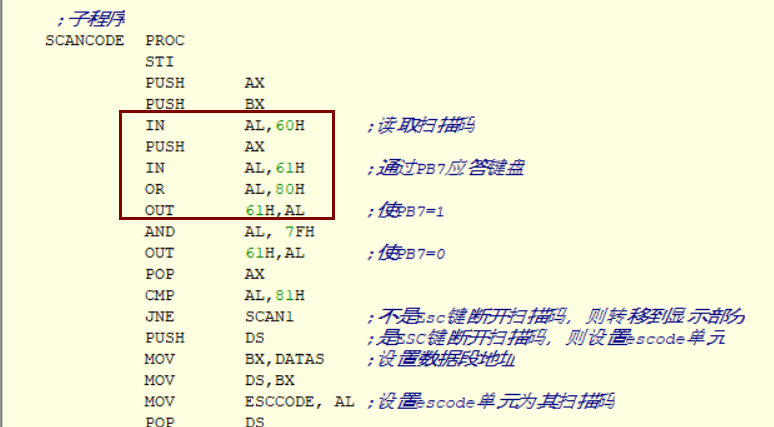 ;子程序
SCANCODE PROC
STI
PUSH AX
PUSH BX
IN AL,60H ;读取扫描码
PUSH AX
IN AL,61H ;通过PB7应答键盘
OR AL,80H
OUT 61H,AL ;使PB7=1
AND AL, 7FH
OUT 61H,AL ;使PB7=0
POP AX
CMP AL,81H
JNE SCAN1 ;不是Esc键断开扫描码，则转移到显示部分
PUSH DS ;是ESC键断开扫描码，则设置escode单元
MOV BX,DATAS ;设置数据段地址
MOV DS,BX
MOV ESCCODE, AL ;设置escode单元为其扫描码
POP DS